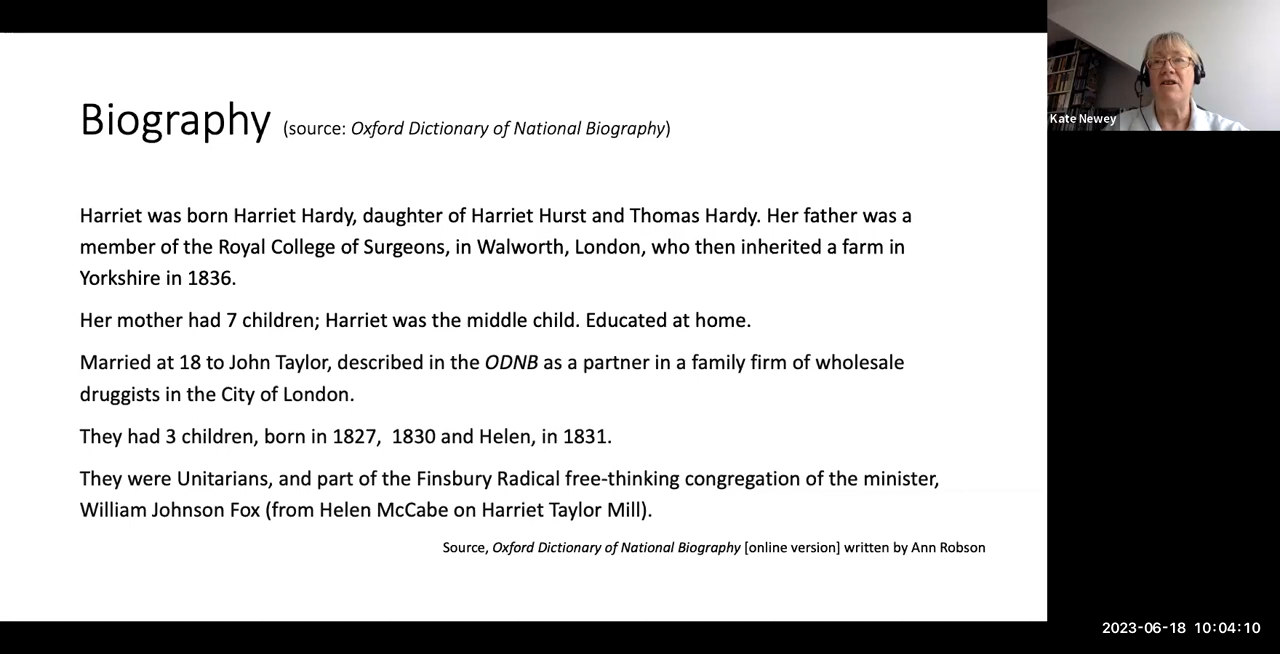 Biography (source: Oxford Dictionary of National Biography)
Harriet was born Harriet Hardy, daughter of Harriet Hurst and Thomas Hardy. Her father was a
member of the Royal College of Surgeons, in Walworth, London, who then inherited a farm in
Yorkshire in 1836.
Her mother had 7 children; Harriet was the middle child. Educated at home.
Married at 18 to John Taylor, described in the ODNB as a partner in a family firm of wholesale
druggists in the City of London.
They had 3 children, born in 1827,  1830 and Helen, in 1831.
They were Unitarians, and part of the Finsbury Radical free-thinking congregation of the minister,
William Johnson Fox (from Helen McCabe on Harriet Taylor Mill).
Source, Oxford Dictionary of National Biography [online version] written by Ann Robson
Kate Newey
2023-06-18 10:04:10